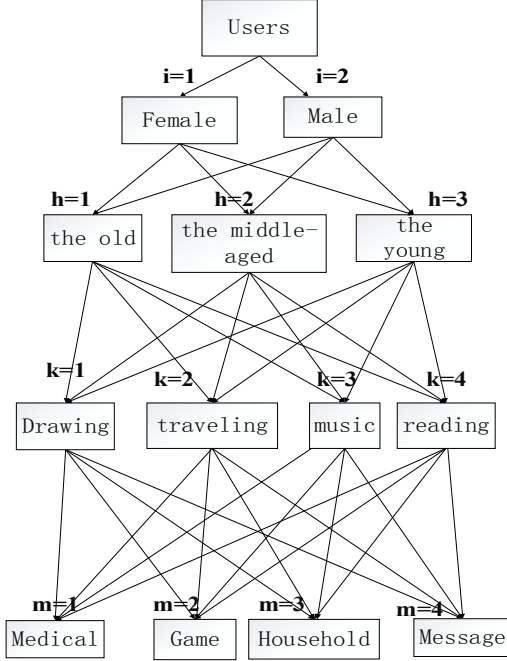 Users
i=1
i=2
Female
Male
h=1
h=2
h=3
the old
the middle-
aged
the
young
k=1
k=2
k=3
k=4
Drawing
traveling
music
reading
m=1
m=2
m=3
m=4
Medical
Game
Household
Message